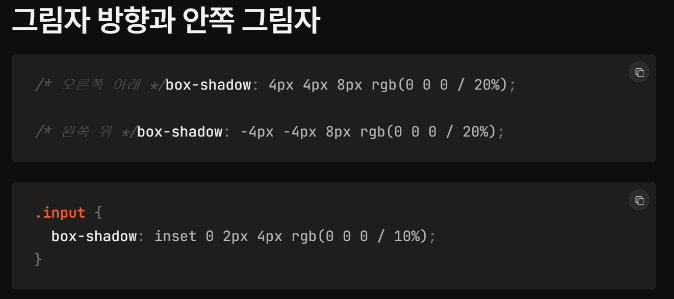 그림자 방향과 안쪽 그림자
/* 오른쪽 아래 */box-shadow: 4px 4px 8px rgb(0 0 0 / 20%);
/* 왼쪽 위 */box-shadow: -4px -4px 8px rgb(0 0 0 / 20%);
.input {
  box-shadow: inset 0 2px 4px rgb(0 0 0 / 10%);
}